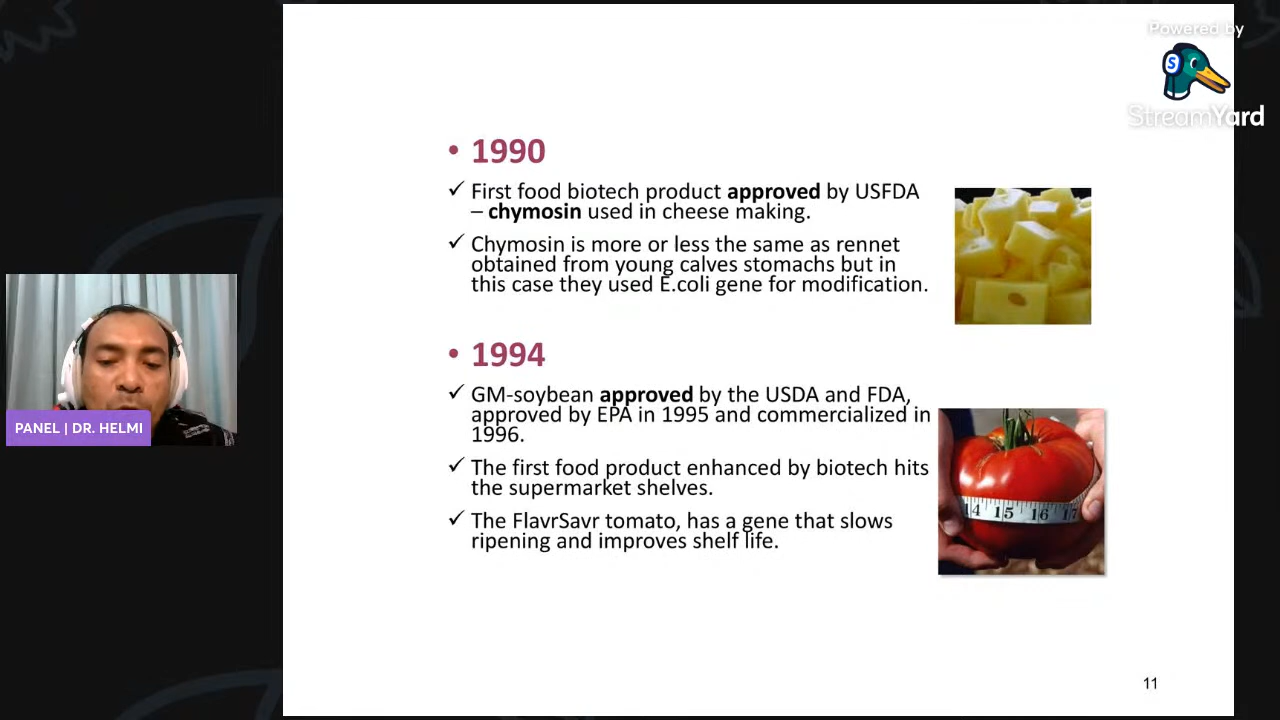 Powered by
S
StreamYard
• 1990
✓ First food biotech product approved by USFDA
– chymosin used in cheese making.
✓ Chymosin is more or less the same as rennet
obtained from young calves stomachs but in
this case they used E.coli gene for modification.
• 1994
✓ GM-soybean approved by the USDA and FDA,
approved by EPA in 1995 and commercialized in
1996.
✓ The first food product enhanced by biotech hits
the supermarket shelves.
✓ The FlavrSavr tomato, has a gene that slows
ripening and improves shelf life.
14 15 16 17
PANEL | DR. HELMI
11